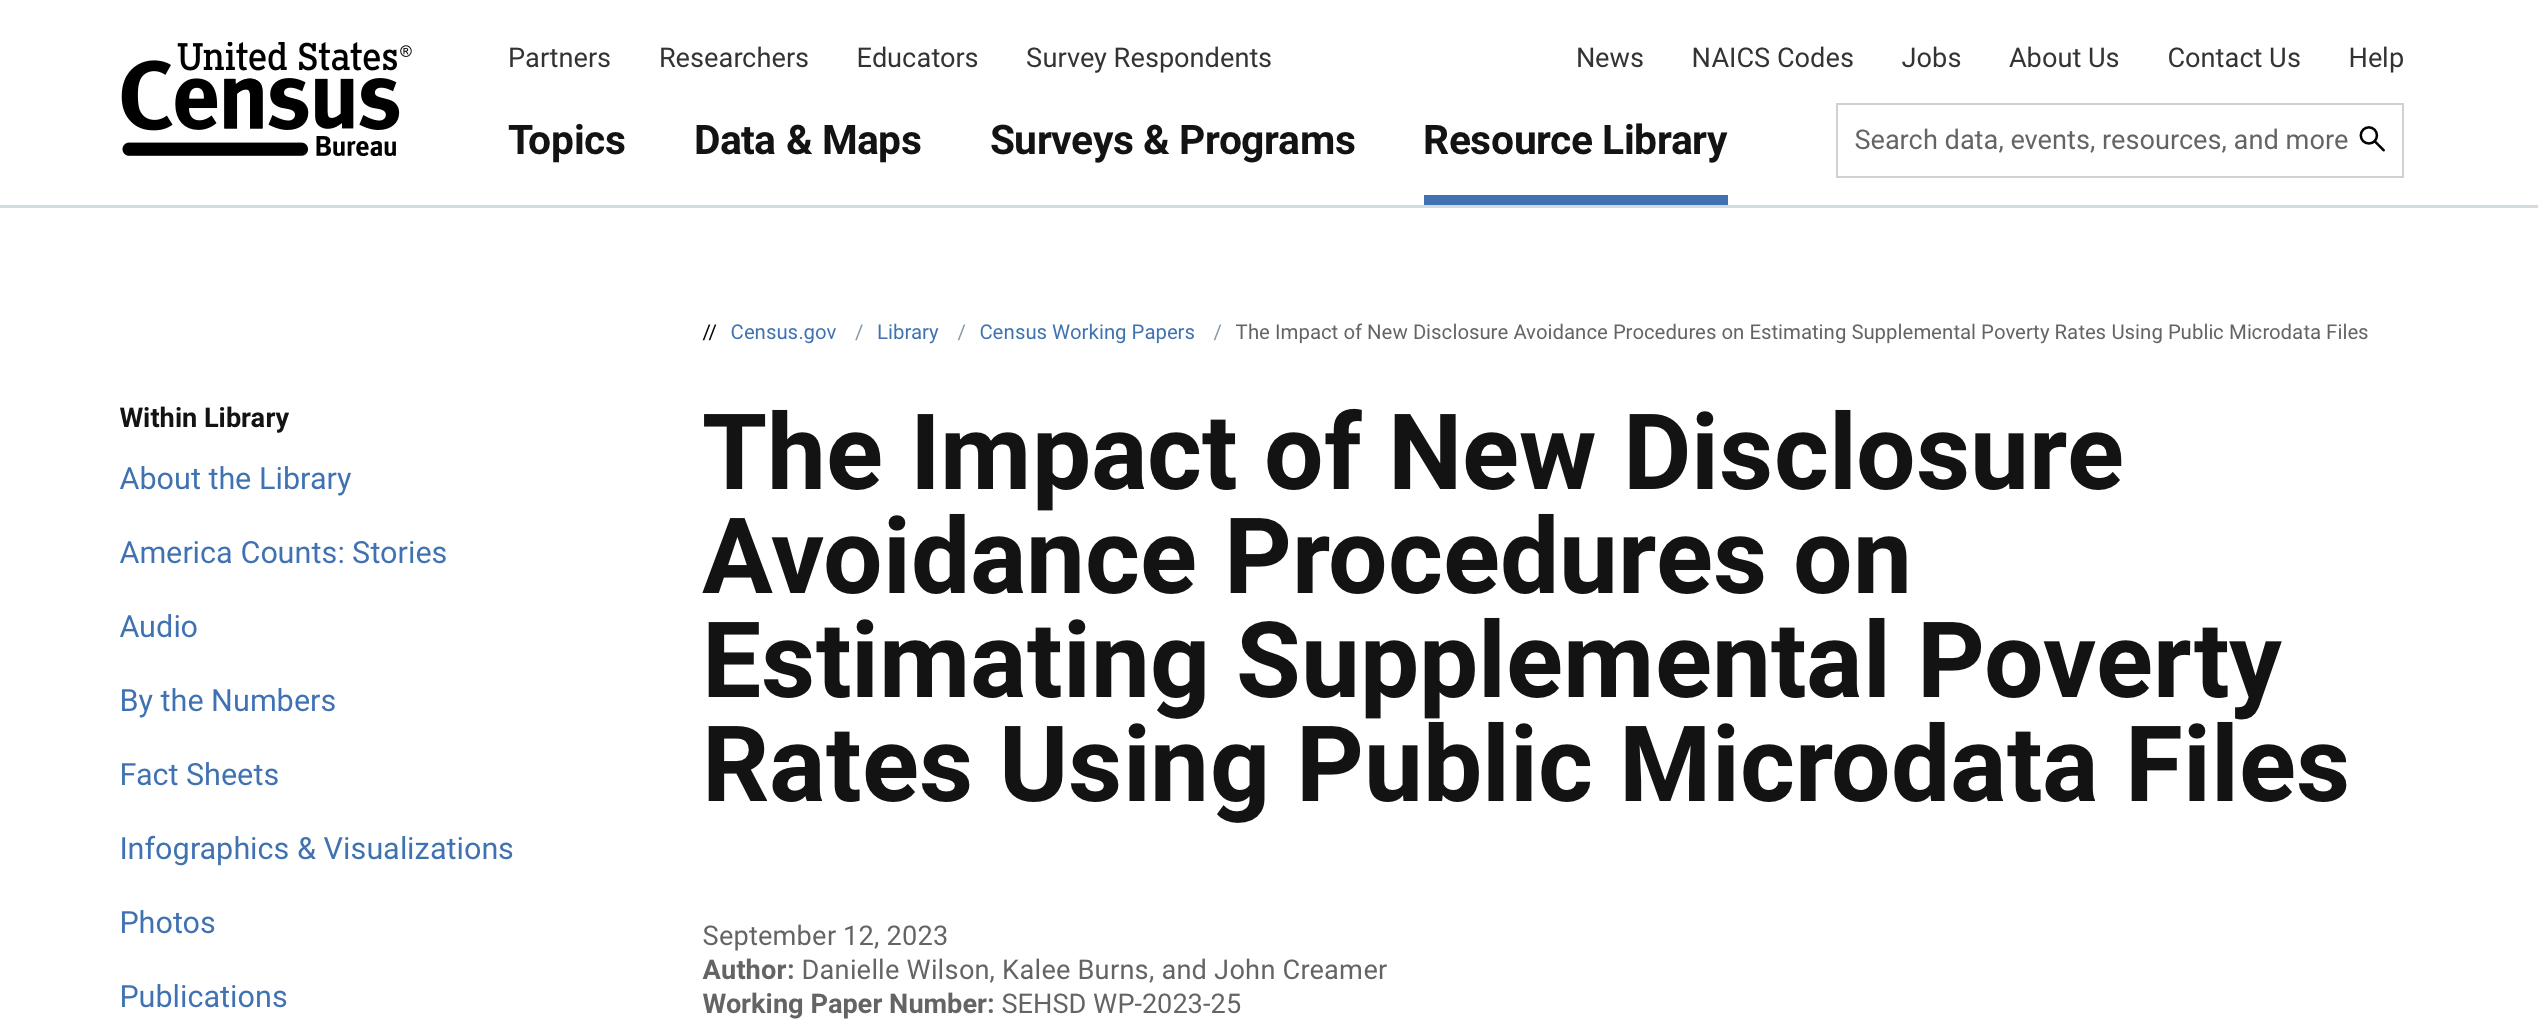 United States®
Census
Bureau
Partners Researchers Educators Survey Respondents
News NAICS Codes Jobs About Us Contact Us Help
Topics Data & Maps Surveys & Programs Resource Library
Search data, events, resources, and more
// Census.gov / Library / Census Working Papers / The Impact of New Disclosure Avoidance Procedures on Estimating Supplemental Poverty Rates Using Public Microdata Files
Within Library
About the Library
America Counts: Stories
Audio
By the Numbers
Fact Sheets
Infographics & Visualizations
Photos
Publications
The Impact of New Disclosure
Avoidance Procedures on
Estimating Supplemental Poverty
Rates Using Public Microdata Files
September 12, 2023
Author: Danielle Wilson, Kalee Burns, and John Creamer
Working Paper Number: SEHSD WP-2023-25